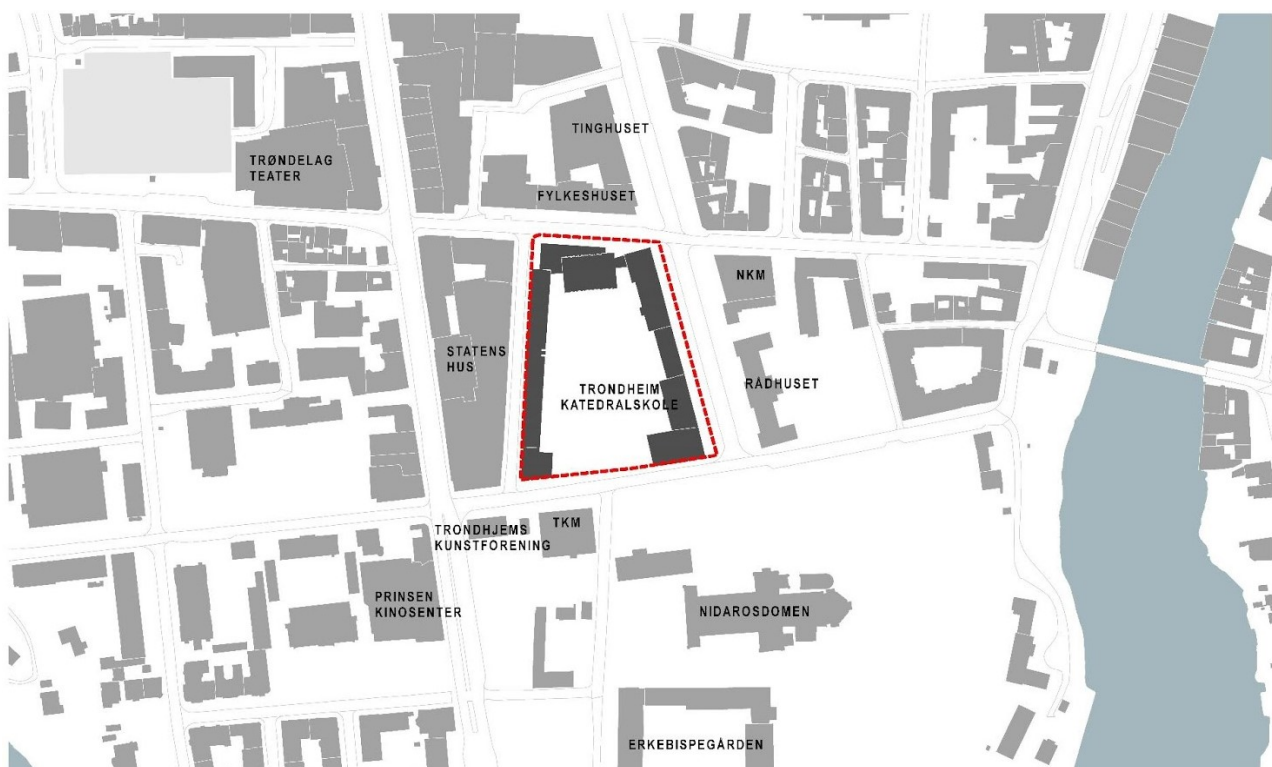 TINGHUSET
TRØNDELAG
TEATER
FYLKESHUSET
NKM
STATENS
HUS
TRONDHEIM
KATEDRALSKOLE
RÅDHUSET
TRONDHJEMS
KUNSTFORENING
TKM
PRINSEN
KINOSENTER
NIDAROSDOMEN
ERKEBISPEGÅRDEN